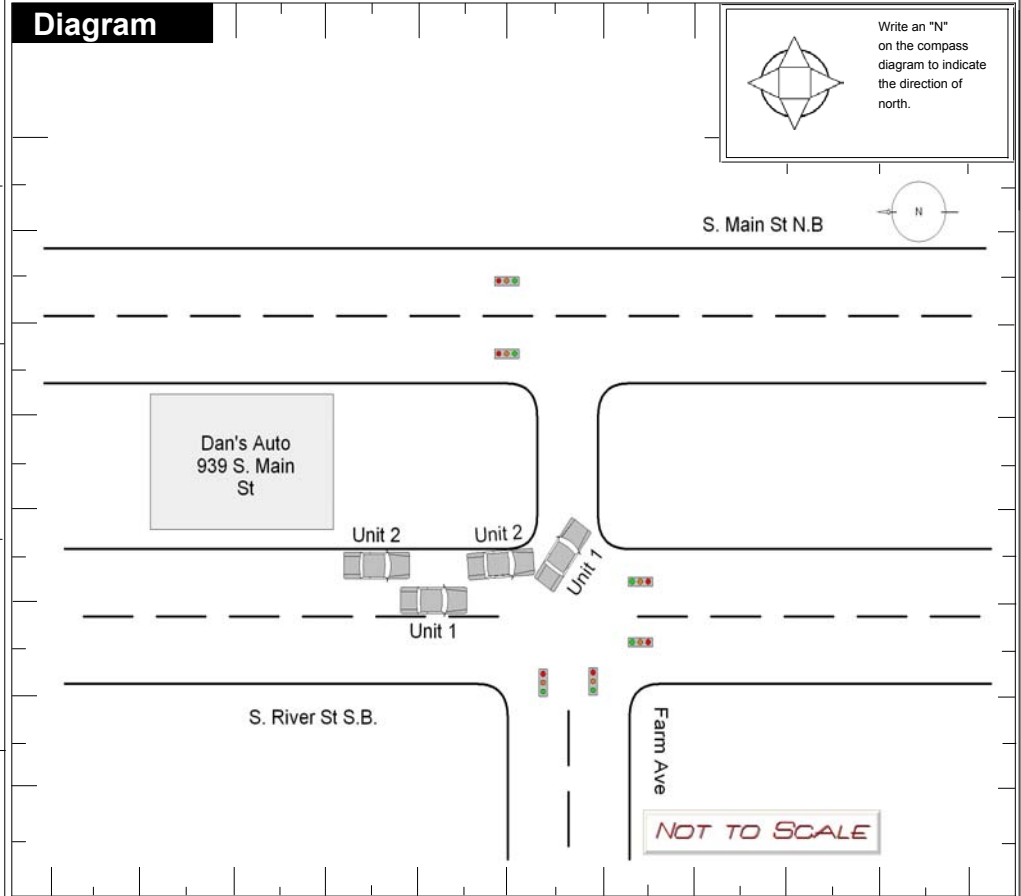 Diagram
Write an "N"
on the compass
diagram to indicate
the direction of
north.
N
S. Main St N.B
Dan's Auto
939 S. Main
St
Unit 2
Unit 2
Unit 1
Unit 1
S. River St S.B.
Farm Ave
NOT TO SCALE